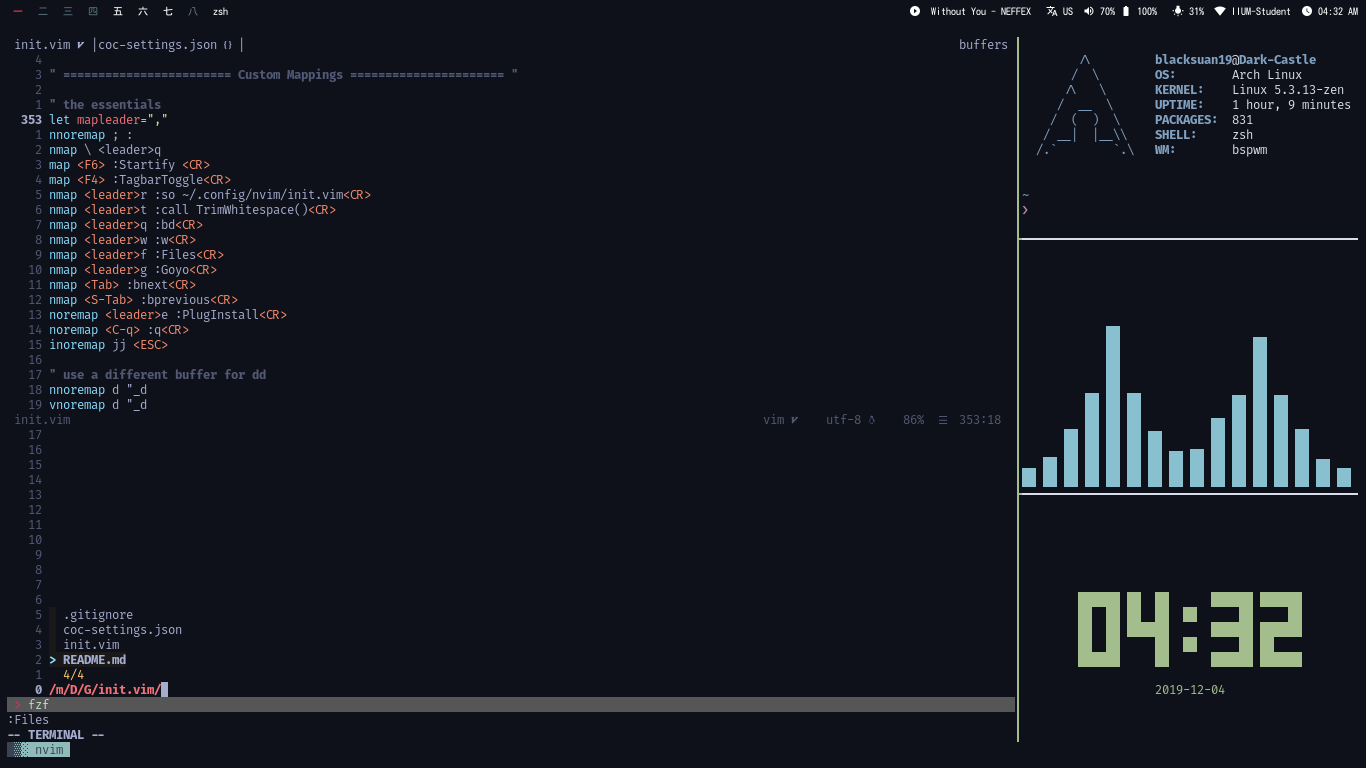 一 二 三 四 五 六 七 八 zsh
Without You - NEFFEX US 70% 100% 31% IIUM-Student 04:32 AM
init.vim |coc-settings.json {} | buffers
4
3 " ======================== Custom Mappings ====================== "
2
1 " the essentials
353 let mapleader=","
1 nnoremap ; :
2 nmap \ <leader>q
3 map <F6> :Startify <CR>
4 map <F4> :TagbarToggle<CR>
5 nmap <leader>r :so ~/.config/nvim/init.vim<CR>
6 nmap <leader>t :call TrimWhitespace()<CR>
7 nmap <leader>q :bd<CR>
8 nmap <leader>w :w<CR>
9 nmap <leader>f :Files<CR>
10 nmap <leader>g :Goyo<CR>
11 nmap <Tab> :bnext<CR>
12 nmap <S-Tab> :bprevious<CR>
13 noremap <leader>e :PlugInstall<CR>
14 noremap <C-q> :q<CR>
15 inoremap jj <ESC>
16
17 " use a different buffer for dd
18 nnoremap d "_d
19 vnoremap d "_d
init.vim vim utf-8 86% ☰ 353:18
17
16
15
14
13
12
11
10
9
8
7
6
5 .gitignore
4 coc-settings.json
3 init.vim
2 > README.md
1 4/4
0 /m/D/G/init.vim/
> fzf
:Files
-- TERMINAL --
nvim
blacksuan19@Dark-Castle
OS: Arch Linux
KERNEL: Linux 5.3.13-zen
UPTIME: 1 hour, 9 minutes
PACKAGES: 831
SHELL: zsh
WM: bspwm
~
❯
04:32
2019-12-04